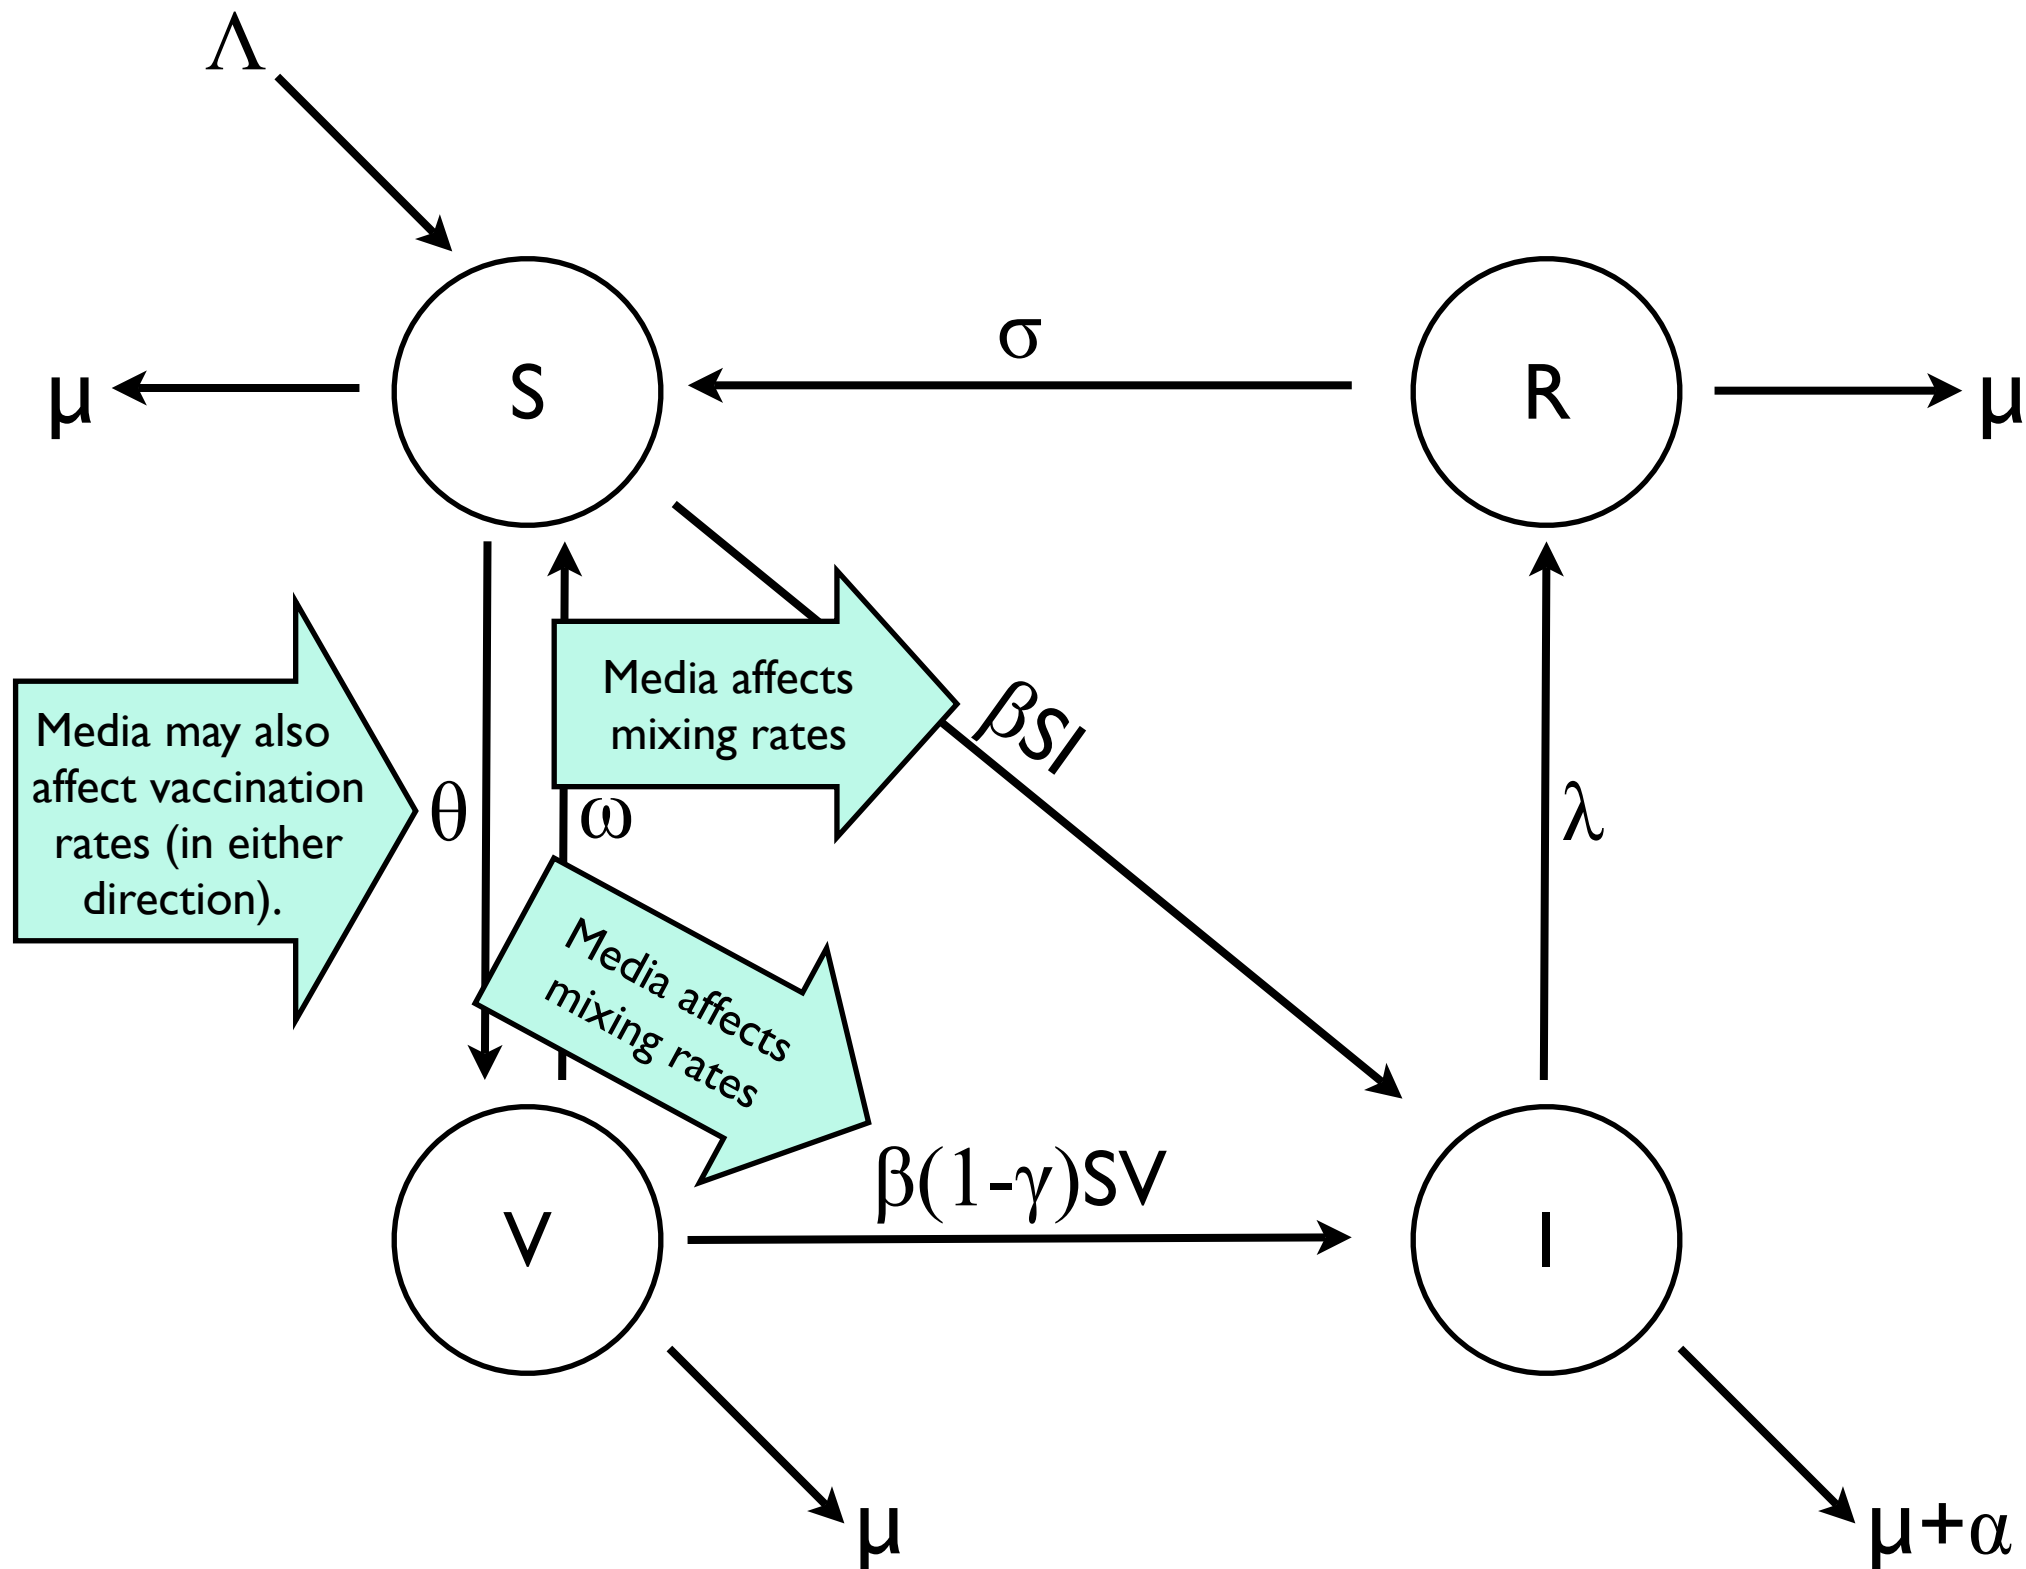 Λ
σ
μ
S
R
μ
Media affects
mixing rates
βSI
Media may also
affect vaccination
rates (in either
direction).
θ
ω
λ
Media affects
mixing rates
β(1-γ)SV
V
I
μ
μ+α